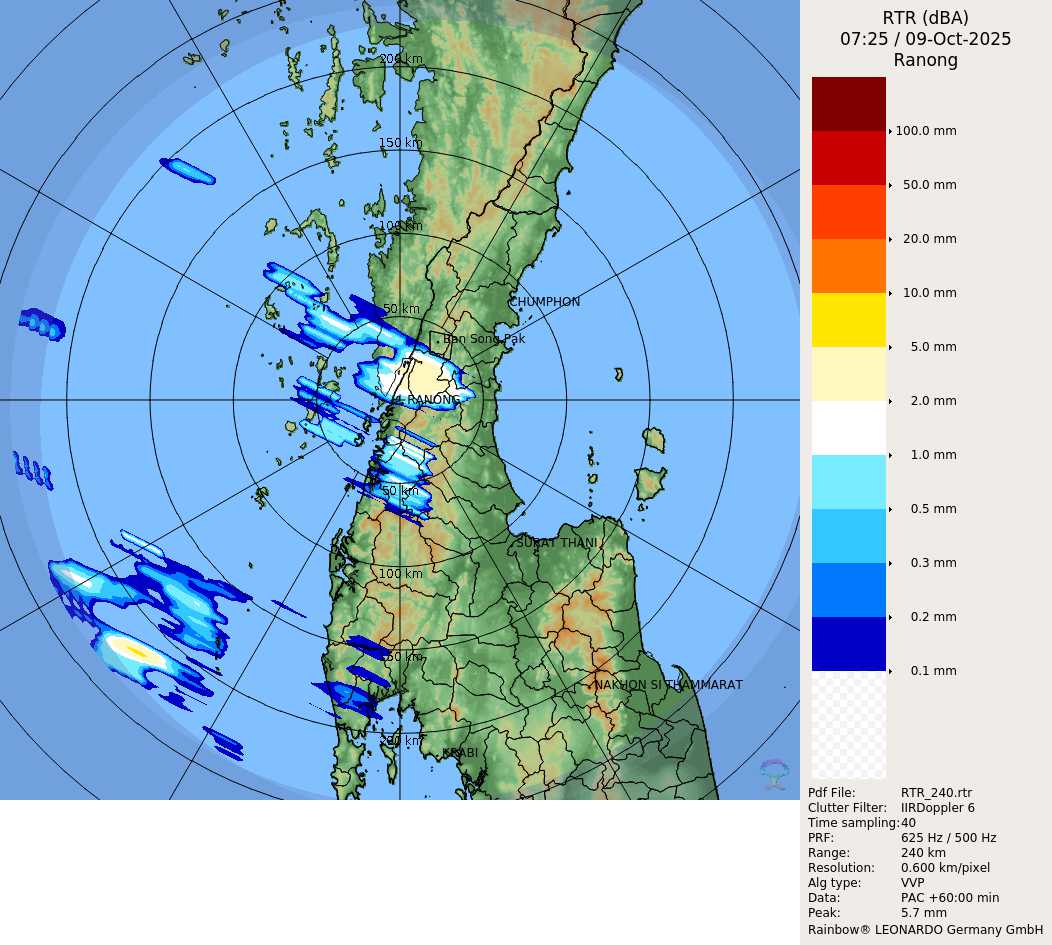 RTR (dBA)
07:25 / 09-Oct-2025
Ranong
200 km
150 km
100 km
50 km
CHUMPHON
Ban Song Pak
RANONG
50 km
SURAT THANI
100 km
150 km
NAKHON SI THAMMARAT
200 km
KRABI
100.0 mm
50.0 mm
20.0 mm
10.0 mm
5.0 mm
2.0 mm
1.0 mm
0.5 mm
0.3 mm
0.2 mm
0.1 mm
Pdf File: RTR_240.rtr
Clutter Filter: IIRDoppler 6
Time sampling:40
PRF: 625 Hz / 500 Hz
Range: 240 km
Resolution: 0.600 km/pixel
Alg type: VVP
Data: PAC +60:00 min
Peak: 5.7 mm
Rainbow® LEONARDO Germany GmbH